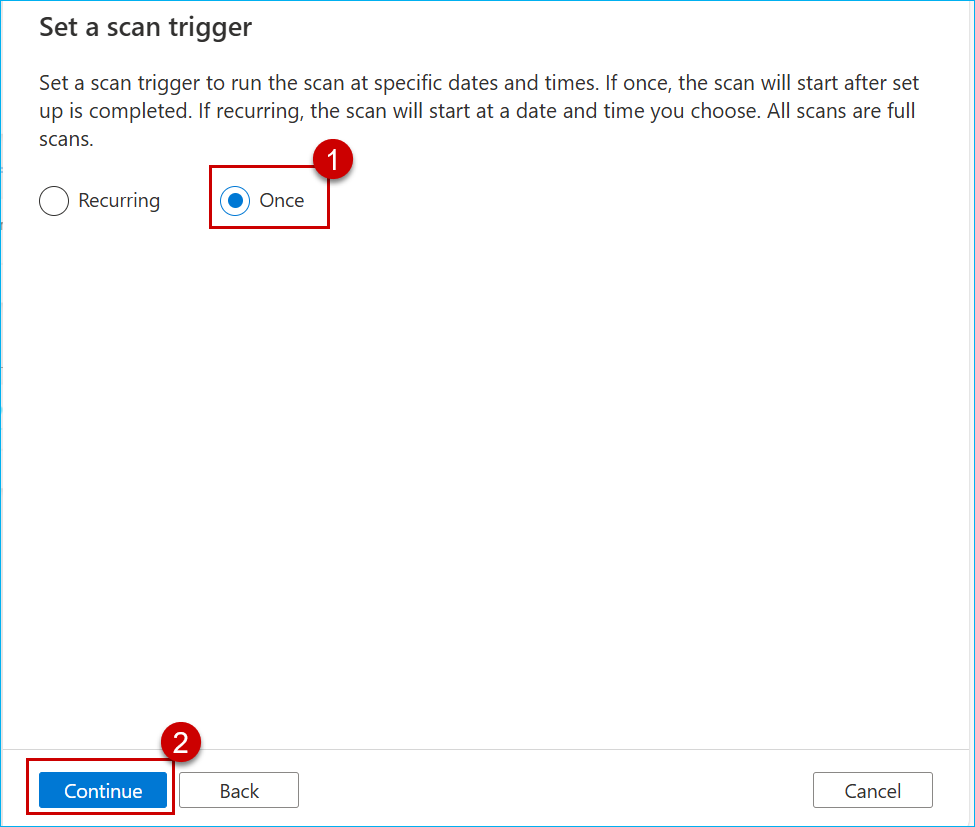 Set a scan trigger
Set a scan trigger to run the scan at specific dates and times. If once, the scan will start after set
up is completed. If recurring, the scan will start at a date and time you choose. All scans are full
scans.
1
Recurring
Once
2
Continue
Back
Cancel